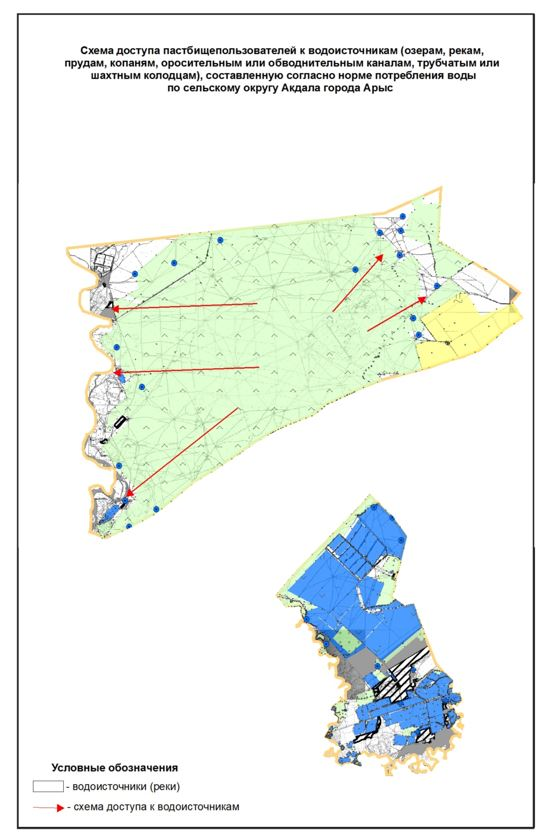 Схема доступа пастбищепользователей к водоисточникам (озерам, рекам,
прудам, копаням, оросительным или обводнительным каналам, трубчатым или
шахтным колодцам), составленную согласно норме потребления воды
по сельскому округу Акдала города Арыс
Условные обозначения
- водоисточники (реки)
- схема доступа к водоисточникам